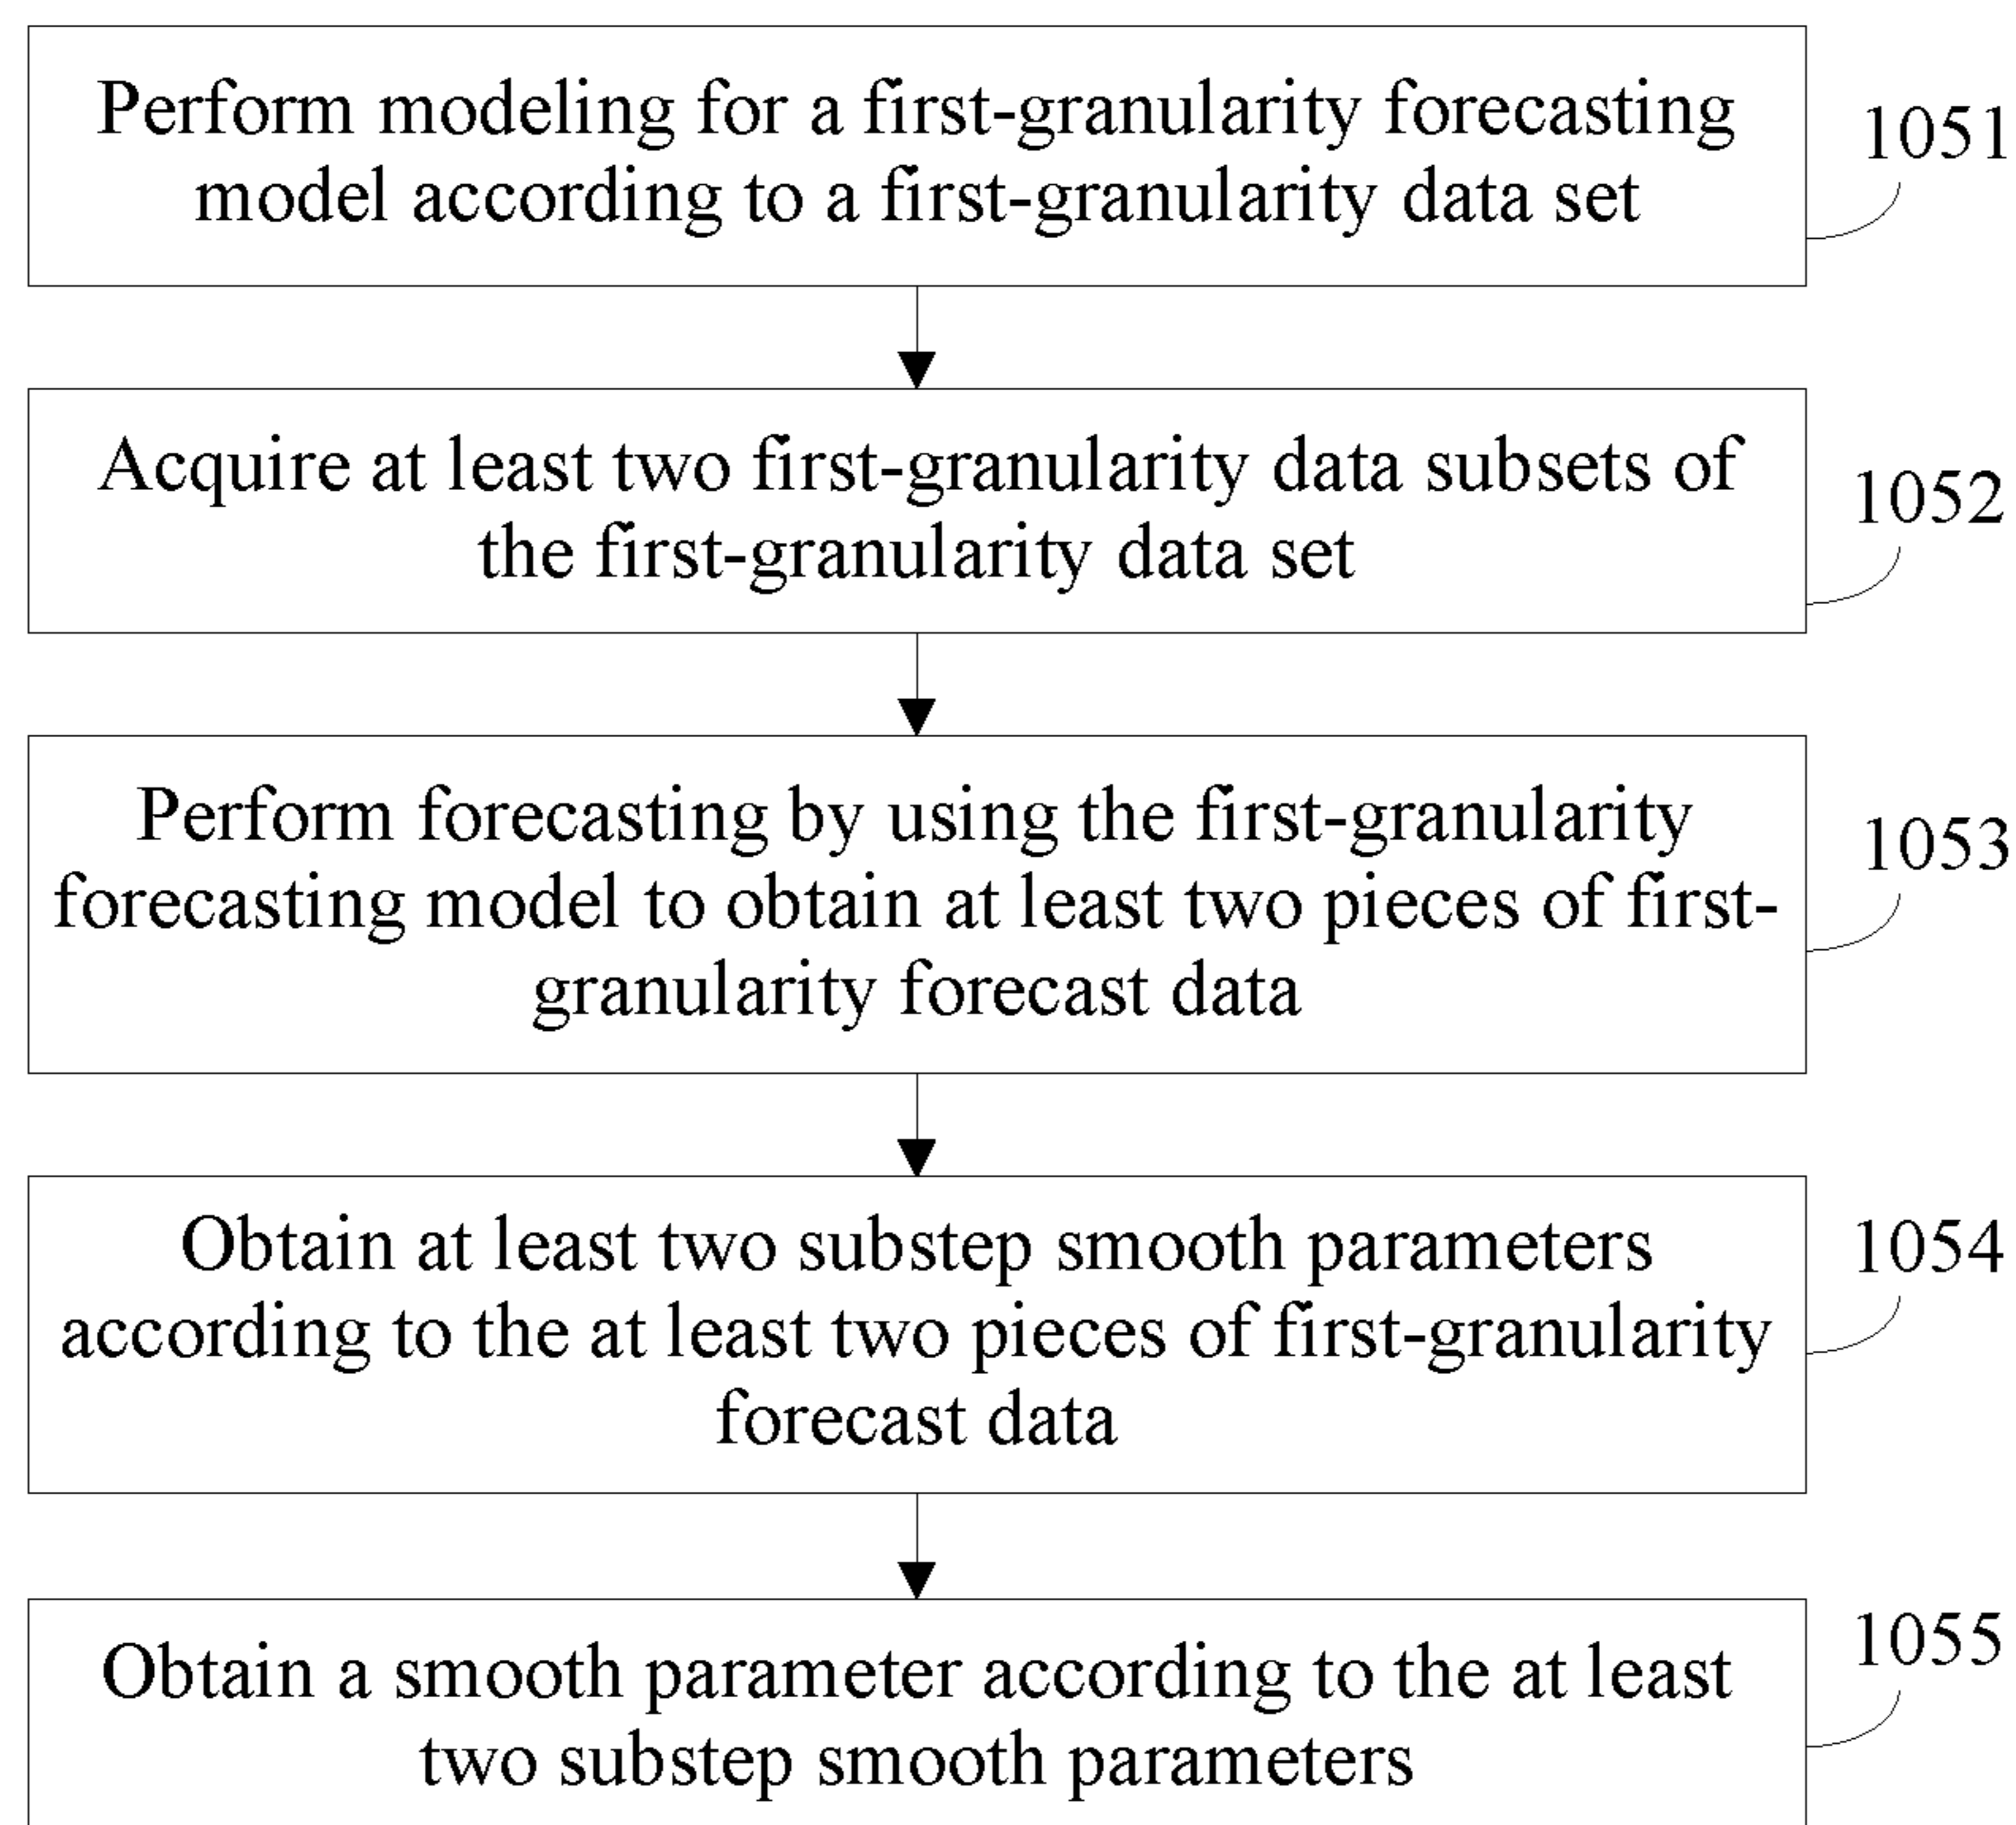 Perform modeling for a first-granularity forecasting
model according to a first-granularity data set
1051
Acquire at least two first-granularity data subsets of
the first-granularity data set
1052
Perform forecasting by using the first-granularity
forecasting model to obtain at least two pieces of first-
granularity forecast data
1053
Obtain at least two substep smooth parameters
according to the at least two pieces of first-granularity
forecast data
1054
Obtain a smooth parameter according to the at least
two substep smooth parameters
1055